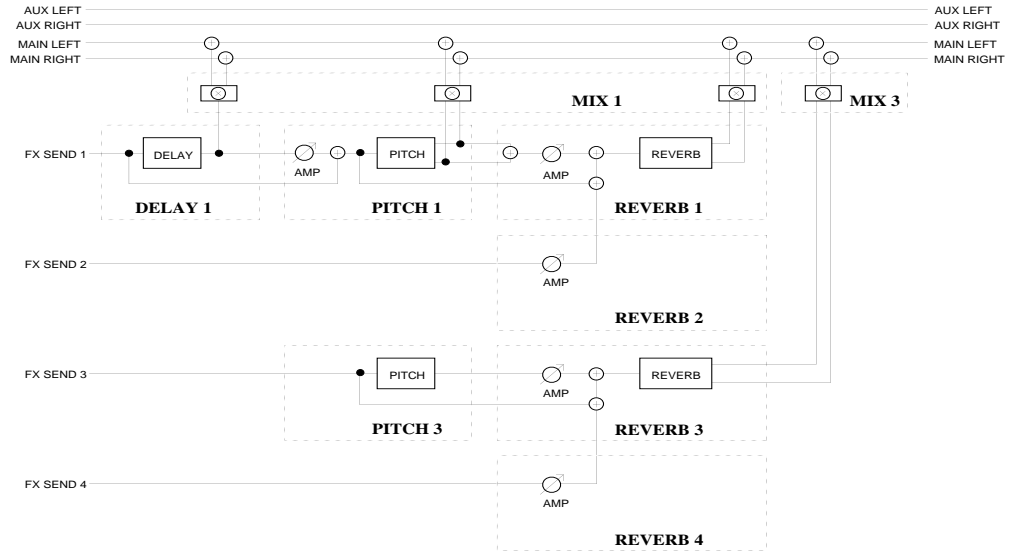 AUX LEFT AUX LEFT
AUX RIGHT AUX RIGHT
MAIN LEFT MAIN LEFT
MAIN RIGHT MAIN RIGHT
MIX 1 MIX 3
FX SEND 1 DELAY PITCH REVERB
AMP AMP
DELAY 1 PITCH 1 REVERB 1
FX SEND 2
AMP
REVERB 2
FX SEND 3 PITCH REVERB
AMP
PITCH 3 REVERB 3
FX SEND 4
AMP
REVERB 4